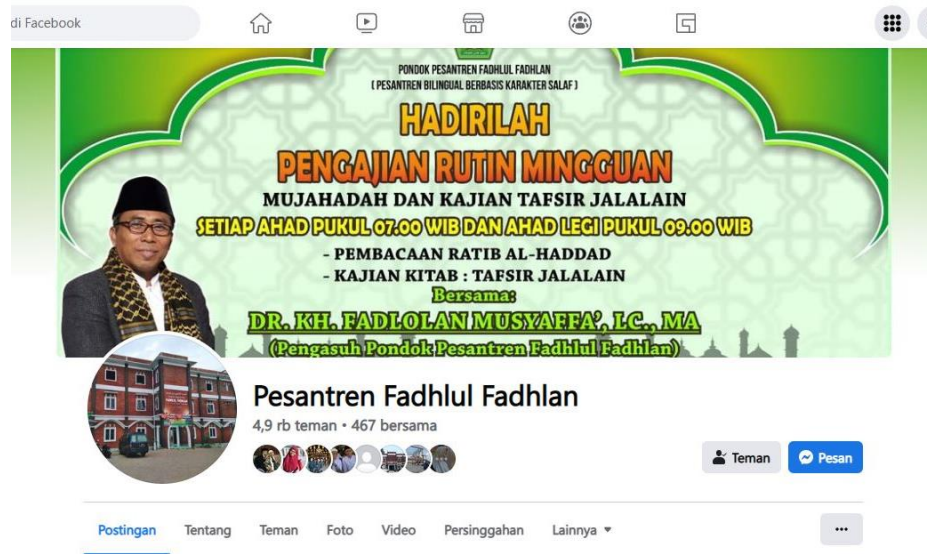 di Facebook
PONDOK PESANTREN FADHLUL FADHLAN
( PESANTREN BILINGUAL BERBASIS KARAKTER SALAF )
HADIRILAH
PENGAJIAN RUTIN MINGGUAN
MUJAHADAH DAN KAJIAN TAFSIR JALALAIN
SETIAP AHAD PUKUL 07.00 WIB DAN AHAD LEGI PUKUL 09.00 WIB
- PEMBACAAN RATIB AL-HADDAD
- KAJIAN KITAB : TAFSIR JALALAIN
Bersama:
DR. KH. FADLOLAN MUSYAFFA', LC., MA
(Pengasuh Pondok Pesantren Fadhlul Fadhlan)
Pesantren Fadhlul Fadhlan
4,9 rb teman • 467 bersama
Teman
Pesan
Postingan Tentang Teman Foto Video Persinggahan Lainnya